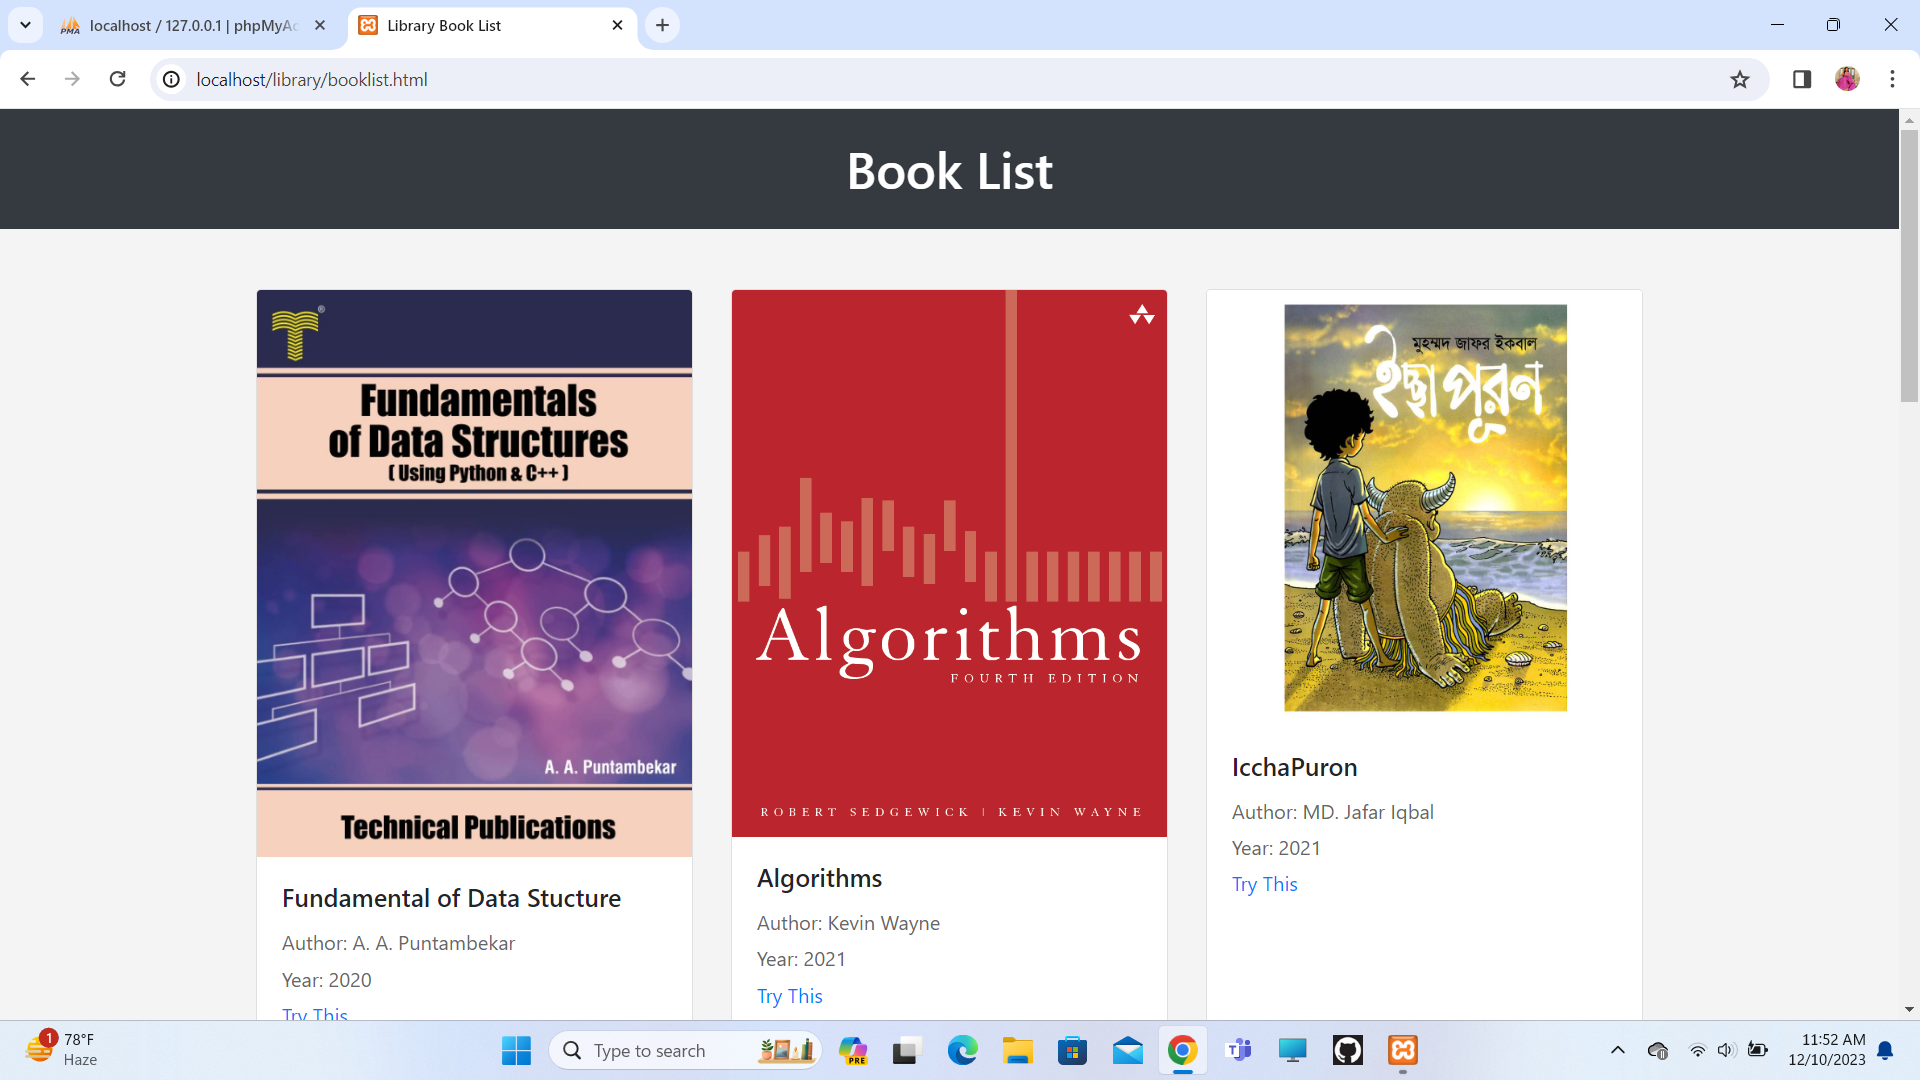 localhost / 127.0.0.1 | phpMyAc
Library Book List
localhost/library/booklist.html
Book List
T®
Fundamentals
of Data Structures
( Using Python & C++ )
A. A. Puntambekar
Technical Publications
Fundamental of Data Stucture
Author: A. A. Puntambekar
Year: 2020
Try This
Algorithms
FOURTH EDITION
ROBERT SEDGEWICK | KEVIN WAYNE
Algorithms
Author: Kevin Wayne
Year: 2021
Try This
মুহম্মদ জাফর ইকবাল
ইচ্ছাপূরন
IcchaPuron
Author: MD. Jafar Iqbal
Year: 2021
Try This
1
78°F
Haze
Type to search
PRE
11:52 AM
12/10/2023